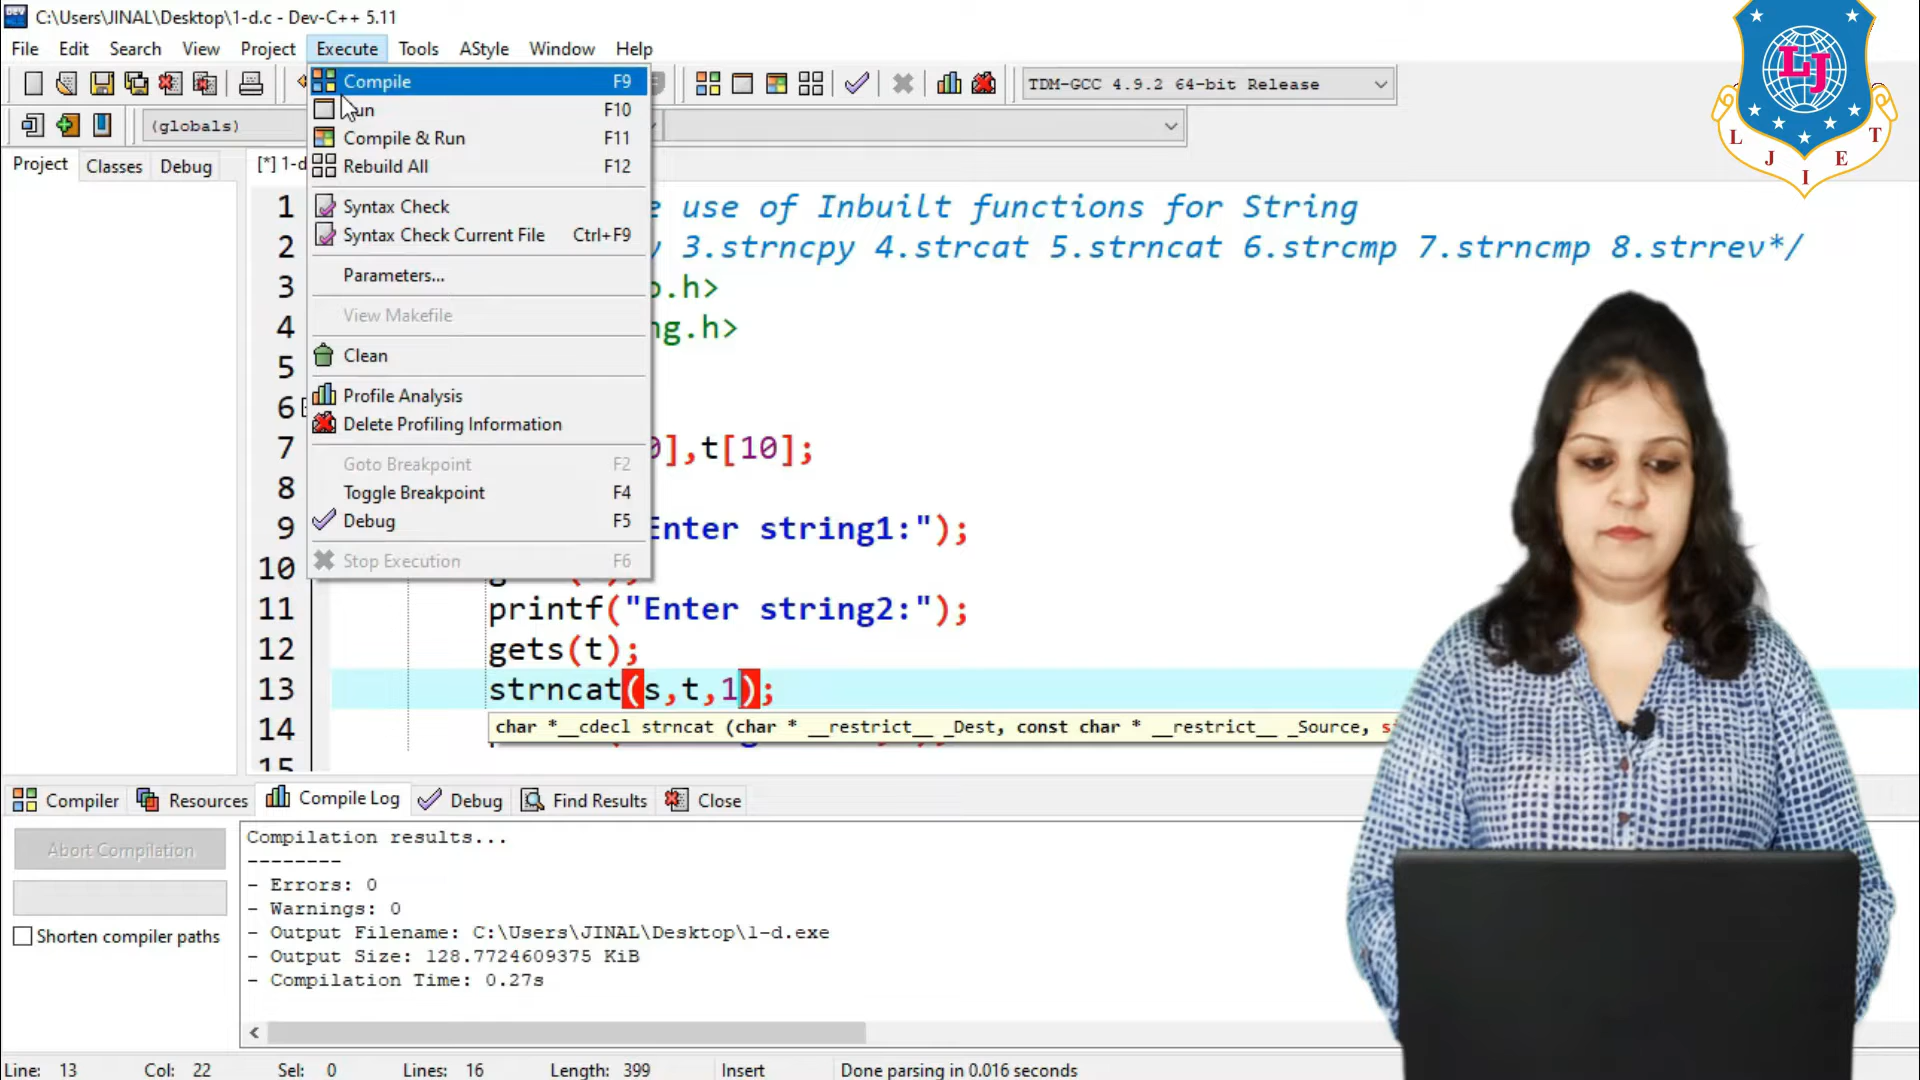 C:\Users\JINAL\Desktop\1-d.c - Dev-C++ 5.11
File Edit Search View Project Execute Tools AStyle Window Help
TDM-GCC 4.9.2 64-bit Release
(globals)
Project Classes Debug [*] 1-d
Compile F9
F10
Compile & Run F11
Rebuild All F12
Syntax Check
Syntax Check Current File Ctrl+F9
Parameters...
View Makefile
Clean
Profile Analysis
Delete Profiling Information
Goto Breakpoint F2
Toggle Breakpoint F4
Debug F5
Stop Execution F6
1 use of Inbuilt functions for String
2 3.strncpy 4.strcat 5.strncat 6.strcmp 7.strncmp 8.strrev*/
3 .h>
4 ng.h>
5
6
7 ],t[10];
8
9 Enter string1:");
10
11 printf("Enter string2:");
12 gets(t);
13 strncat(s,t,1);
char *__cdecl strncat (char * __restrict__ _Dest, const char * __restrict__ _Source,
14
15
Compiler Resources Compile Log Debug Find Results Close
Abort Compilation
Shorten compiler paths
Compilation results...
--------
- Errors: 0
- Warnings: 0
- Output Filename: C:\Users\JINAL\Desktop\1-d.exe
- Output Size: 128.7724609375 KiB
- Compilation Time: 0.27s
Line: 13 Col: 22 Sel: 0 Lines: 16 Length: 399 Insert Done parsing in 0.016 seconds
LJ
L J I E T